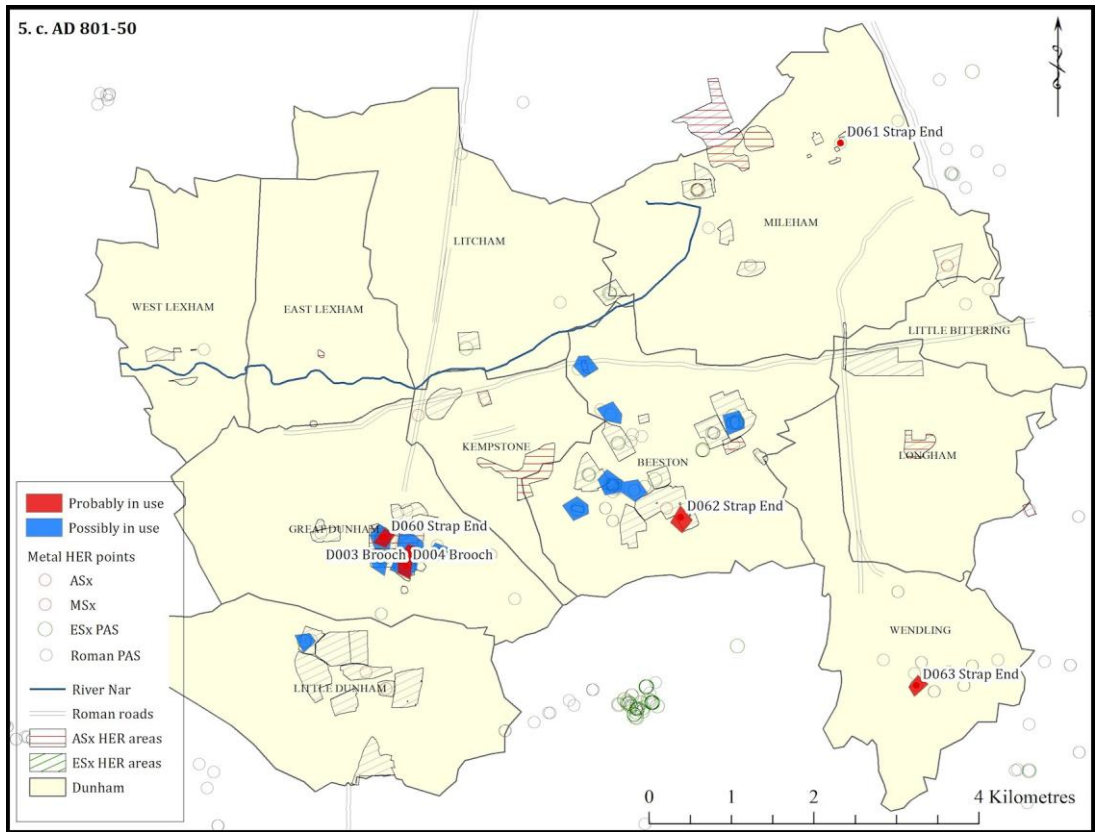 5. c. AD 801-50
D061 Strap End
MILEHAM
LITCHAM
WEST LEXHAM
EAST LEXHAM
LITTLE BITTERING
KEMPSTONE
BEESTON
LONGHAM
D062 Strap End
GREAT DUNHAM
D060 Strap End
D003 Brooch
D004 Brooch
WENDLING
D063 Strap End
LITTLE DUNHAM
Probably in use
Possibly in use
Metal HER points
ASx
MSx
ESx PAS
Roman PAS
River Nar
Roman roads
ASx HER areas
ESx HER areas
Dunham
0 1 2 4 Kilometres